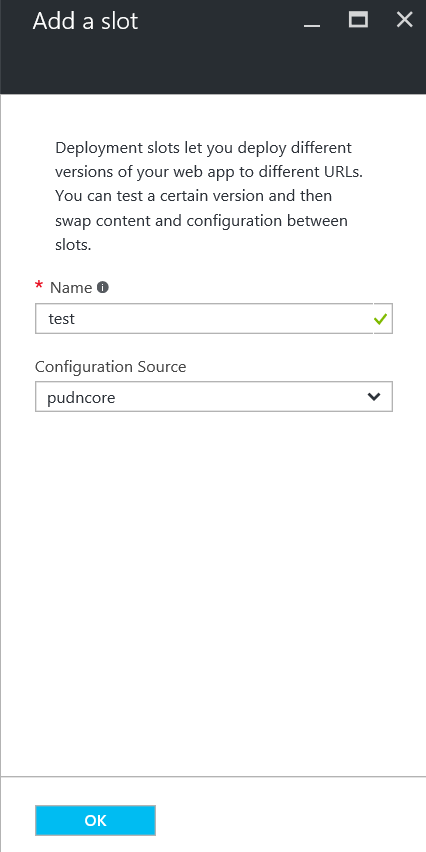 Add a slot
Deployment slots let you deploy different
versions of your web app to different URLs.
You can test a certain version and then
swap content and configuration between
slots.
* Name
test
Configuration Source
pudncore
OK